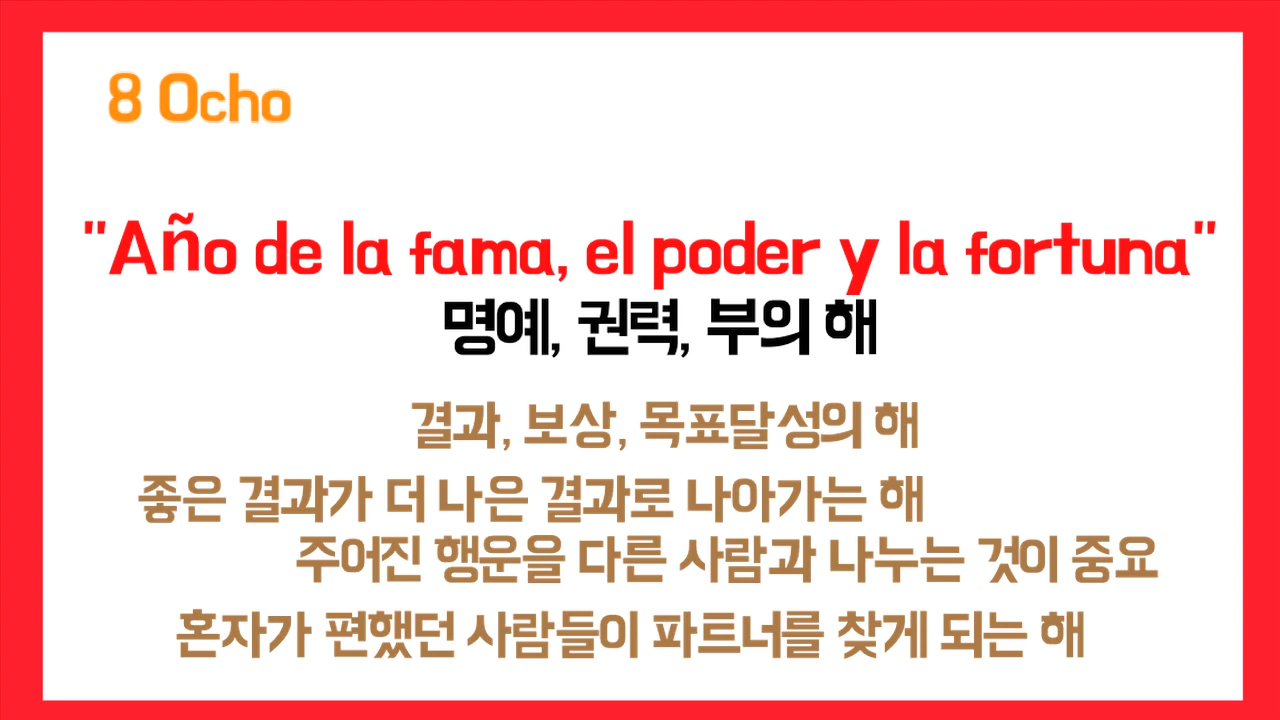 8 Ocho
"Año de la fama, el poder y la fortuna"
명예, 권력, 부의 해
결과, 보상, 목표달성의 해
좋은 결과가 더 나은 결과로 나아가는 해
주어진 행운을 다른 사람과 나누는 것이 중요
혼자가 편했던 사람들이 파트너를 찾게 되는 해